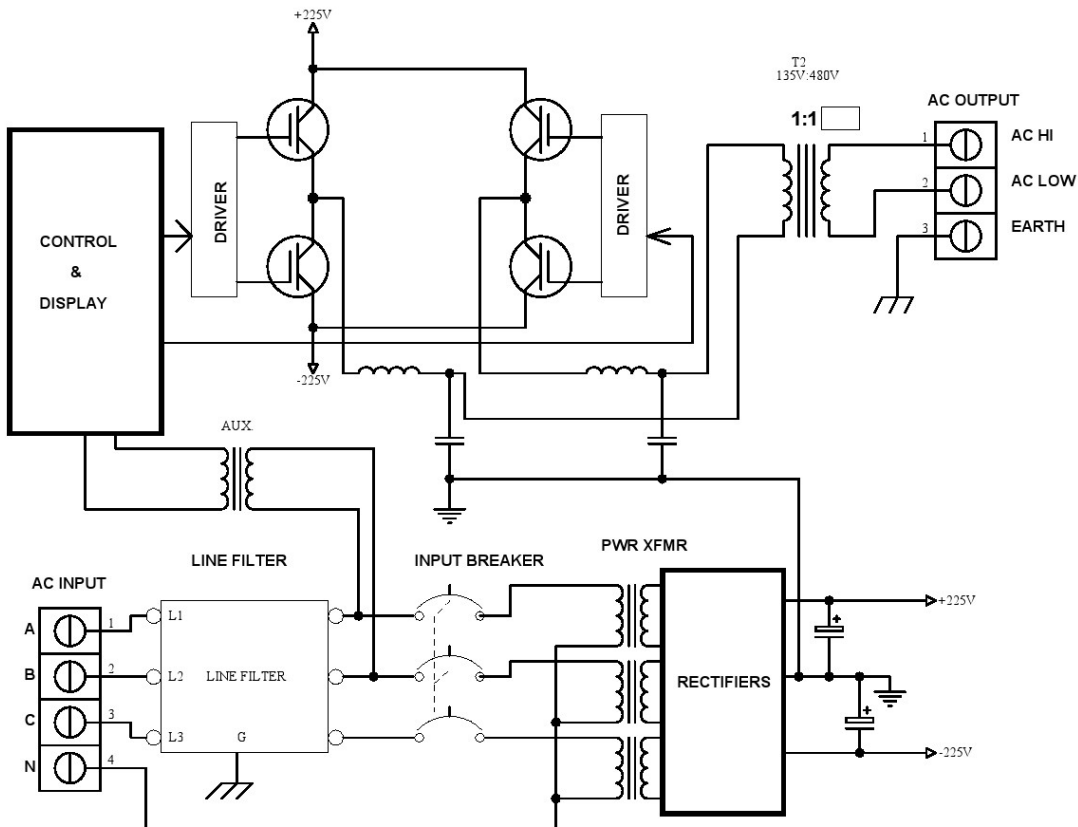 +225V
T2
135V:480V
1:1
AC OUTPUT
1
AC HI
2
AC LOW
3
EARTH
CONTROL
&
DISPLAY
DRIVER
DRIVER
-225V
AUX.
LINE FILTER
INPUT BREAKER
PWR XFMR
AC INPUT
A
1
L1
B
2
L2
LINE FILTER
C
3
L3
G
N
4
RECTIFIERS
+225V
+
+
-225V